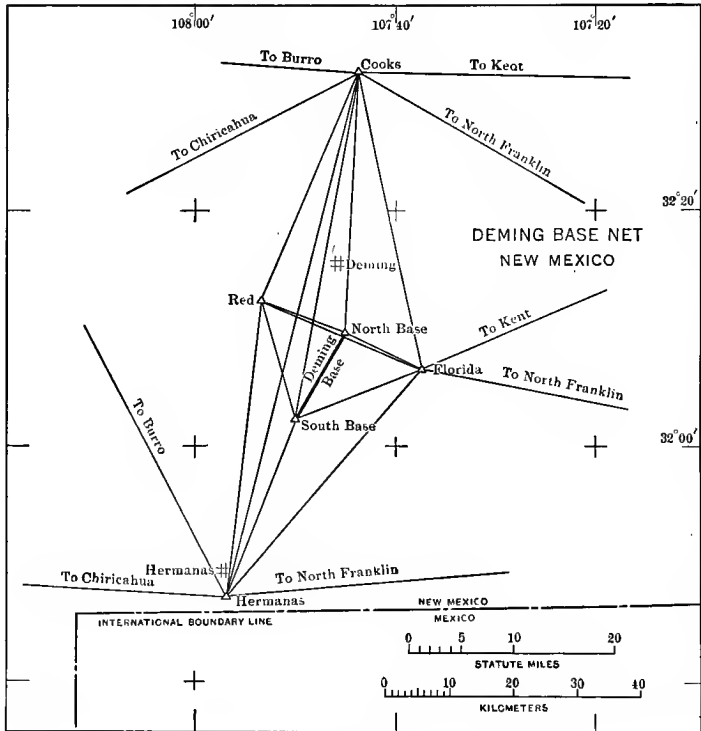 108°00′
107°40′
107°20′
To Burro
Cooks
To Kent
To Chiricahua
To North Franklin
32°20′
DEMING BASE NET
NEW MEXICO
# Deming
Red
North Base
To Kent
Deming Base
Florida
To North Franklin
South Base
To Burro
32°00′
Hermanas #
To Chiricahua
To North Franklin
Hermanas
NEW MEXICO
INTERNATIONAL BOUNDARY LINE
MEXICO
0 5 10 20
STATUTE MILES
0 10 20 30 40
KILOMETERS